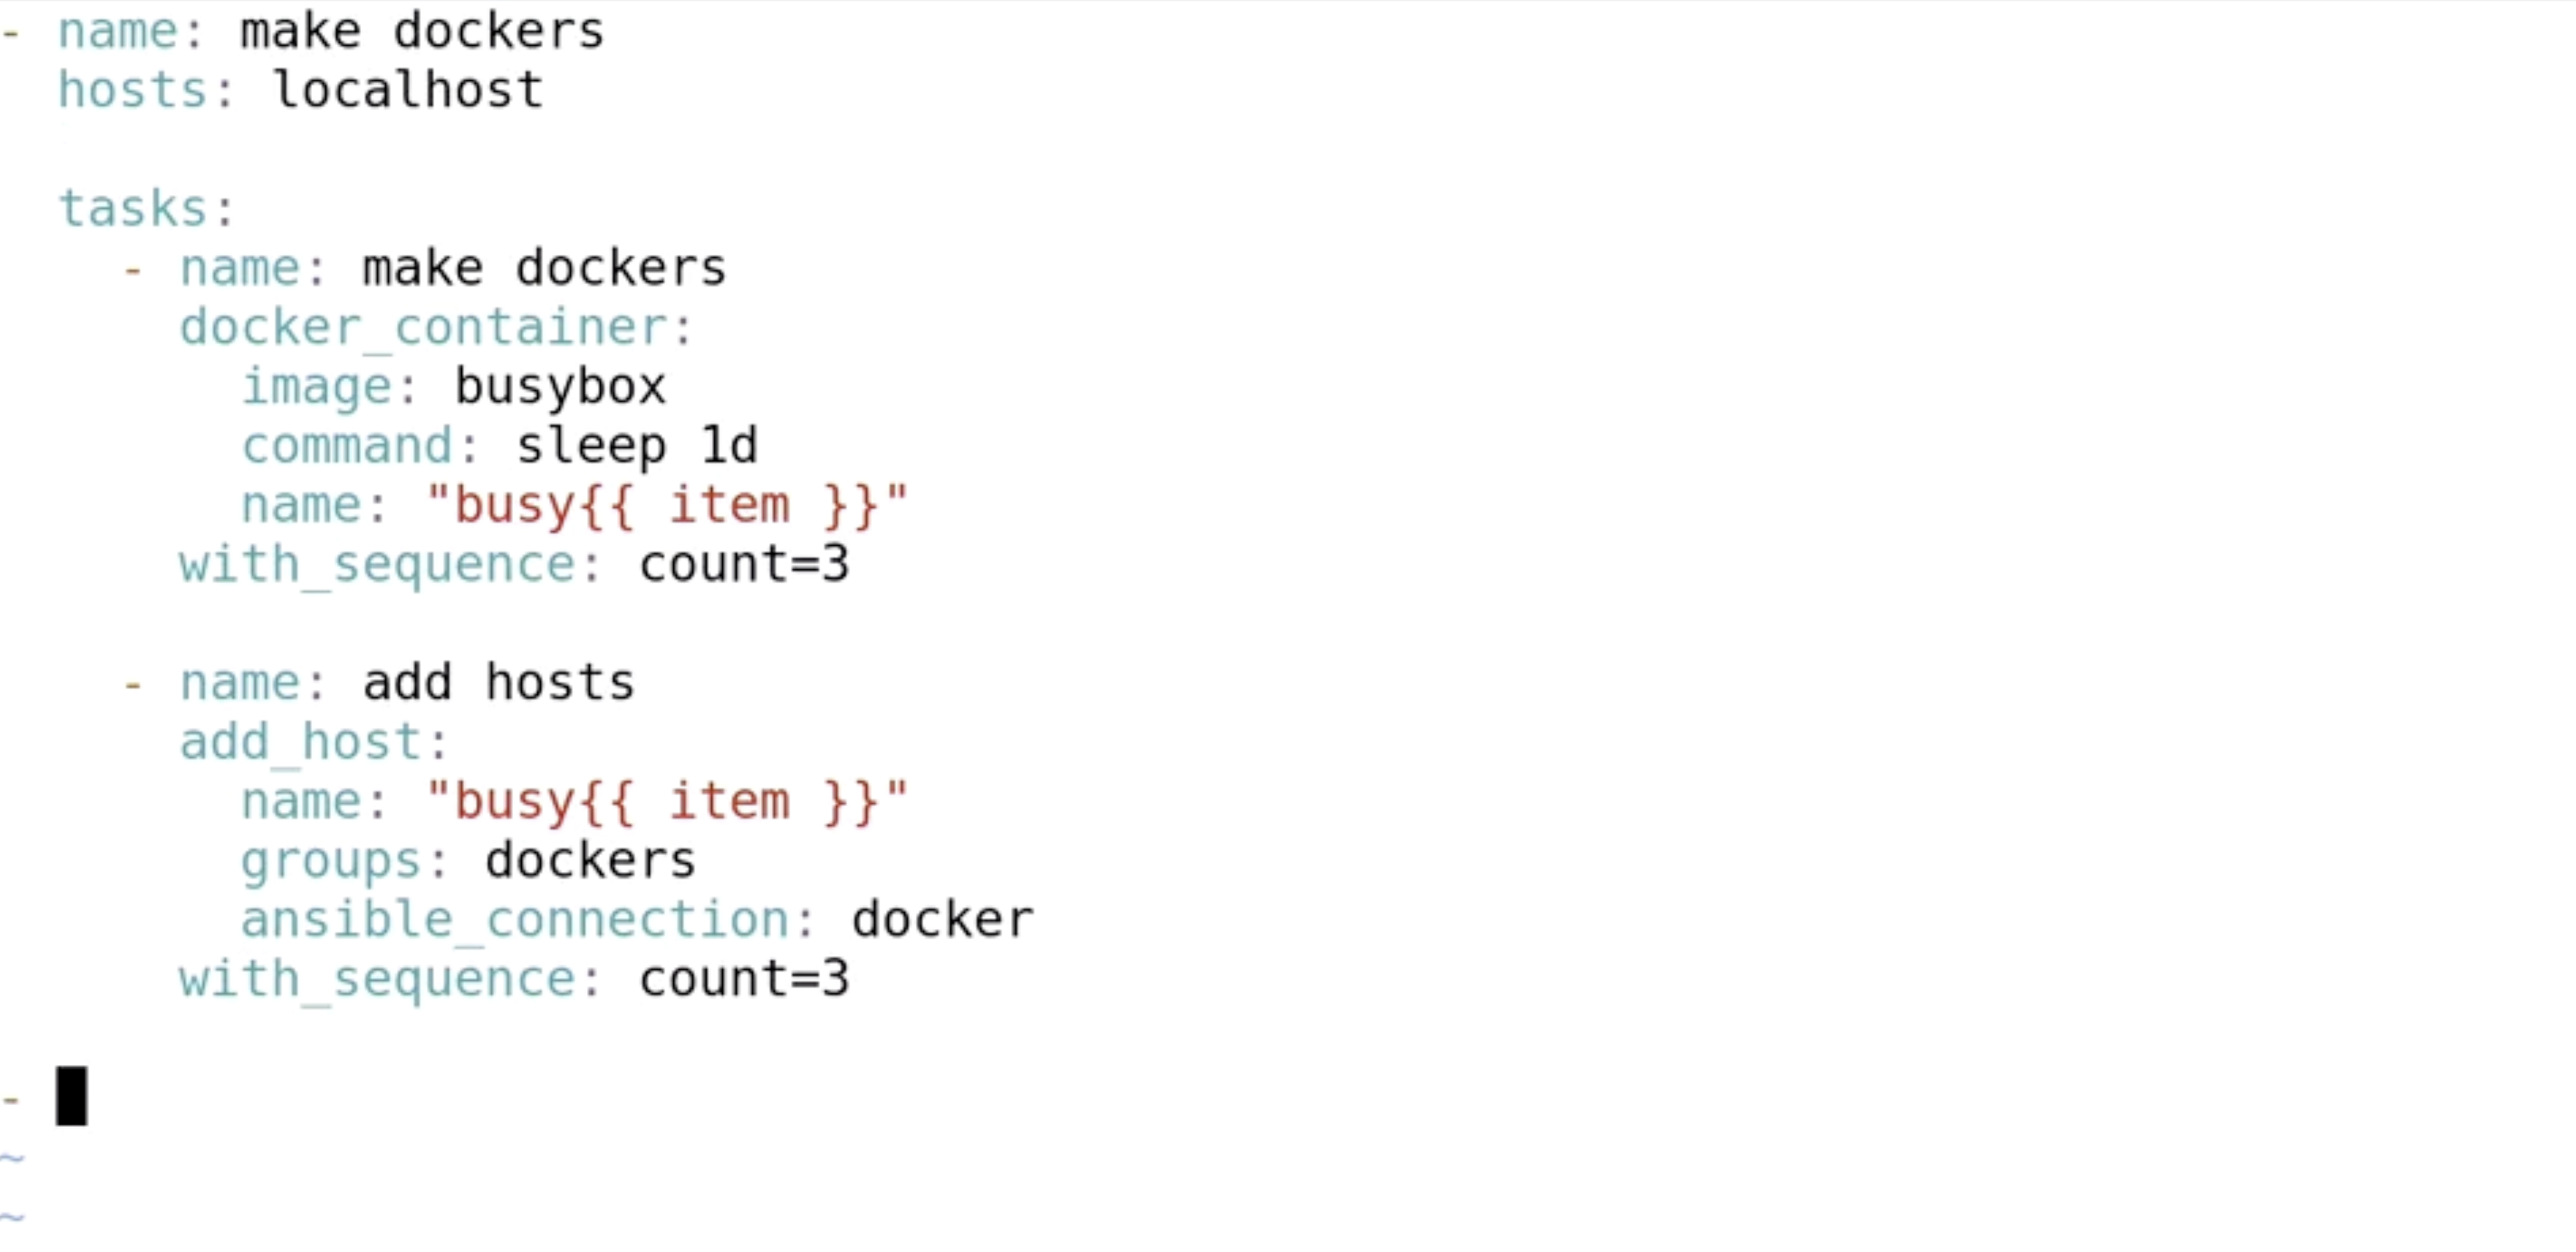 - name: make dockers
  hosts: localhost

  tasks:
    - name: make dockers
      docker_container:
        image: busybox
        command: sleep 1d
        name: "busy{{ item }}"
      with_sequence: count=3

    - name: add hosts
      add_host:
        name: "busy{{ item }}"
        groups: dockers
        ansible_connection: docker
      with_sequence: count=3

-
~
~